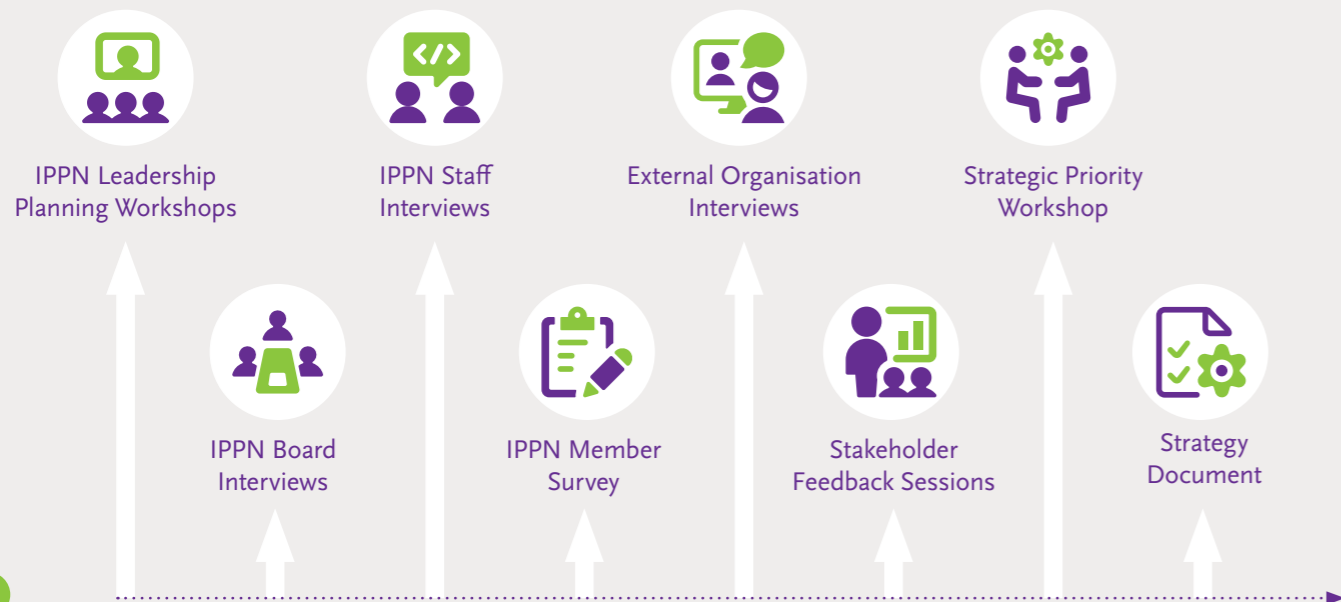 IPPN Leadership
Planning Workshops
IPPN Staff
Interviews
External Organisation
Interviews
Strategic Priority
Workshop
IPPN Board
Interviews
IPPN Member
Survey
Stakeholder
Feedback Sessions
Strategy
Document